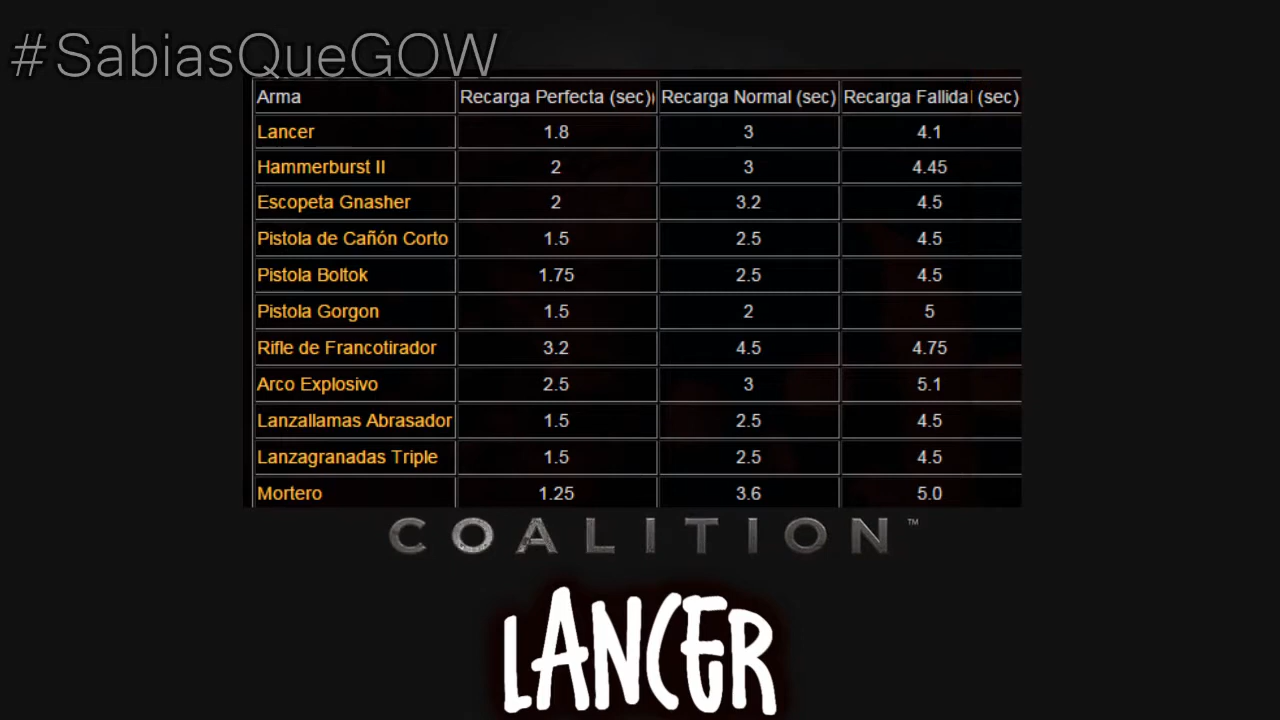 #SabiasQueGOW
Arma Recarga Perfecta (sec) Recarga Normal (sec) Recarga Fallida (sec)
Lancer 1.8 3 4.1
Hammerburst II 2 3 4.45
Escopeta Gnasher 2 3.2 4.5
Pistola de Cañón Corto 1.5 2.5 4.5
Pistola Boltok 1.75 2.5 4.5
Pistola Gorgon 1.5 2 5
Rifle de Francotirador 3.2 4.5 4.75
Arco Explosivo 2.5 3 5.1
Lanzallamas Abrasador 1.5 2.5 4.5
Lanzagranadas Triple 1.5 2.5 4.5
Mortero 1.25 3.6 5.0
COALITION™
LANCER